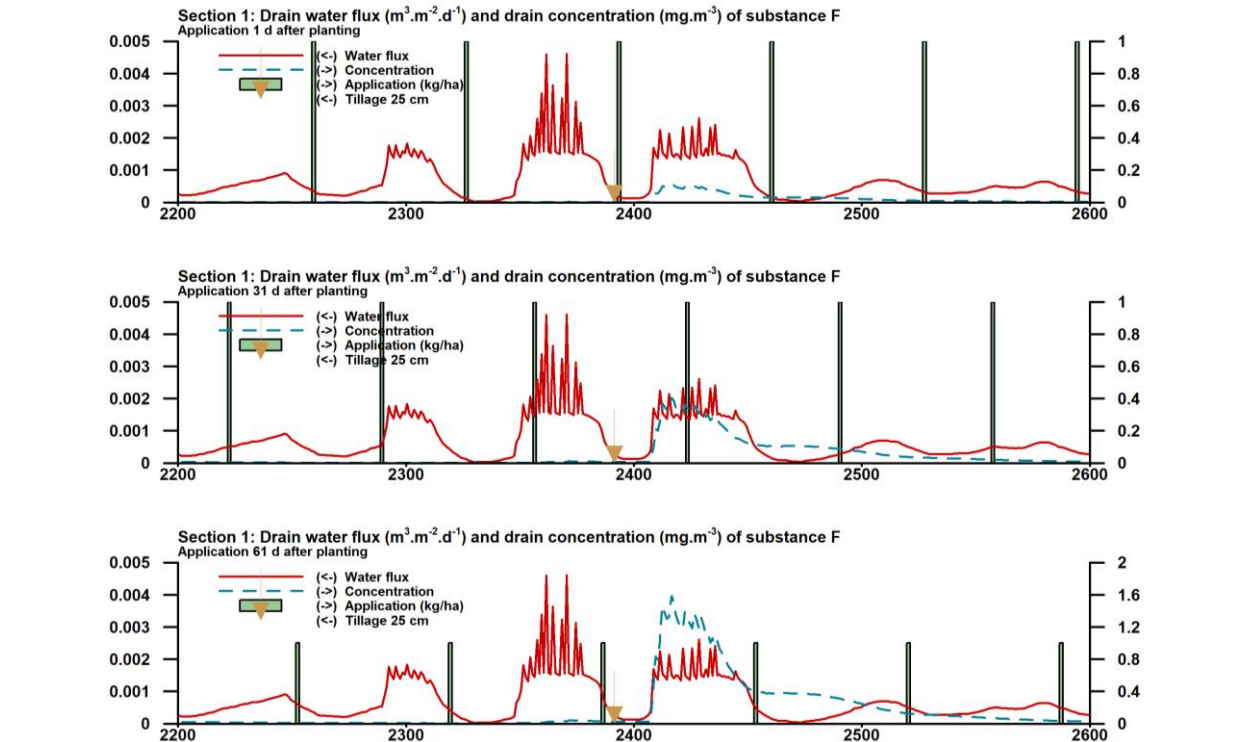 Section 1: Drain water flux (m³.m⁻².d⁻¹) and drain concentration (mg.m⁻³) of substance F
Application 1 d after planting
0.005
0.004
0.003
0.002
0.001
0
(<-) Water flux
(->) Concentration
(->) Application (kg/ha)
(<-) Tillage 25 cm
1
0.8
0.6
0.4
0.2
0
2200 2300 2400 2500 2600
Section 1: Drain water flux (m³.m⁻².d⁻¹) and drain concentration (mg.m⁻³) of substance F
Application 31 d after planting
0.005
0.004
0.003
0.002
0.001
0
(<-) Water flux
(->) Concentration
(->) Application (kg/ha)
(<-) Tillage 25 cm
1
0.8
0.6
0.4
0.2
0
2200 2300 2400 2500 2600
Section 1: Drain water flux (m³.m⁻².d⁻¹) and drain concentration (mg.m⁻³) of substance F
Application 61 d after planting
0.005
0.004
0.003
0.002
0.001
0
(<-) Water flux
(->) Concentration
(->) Application (kg/ha)
(<-) Tillage 25 cm
2
1.6
1.2
0.8
0.4
0
2200 2300 2400 2500 2600